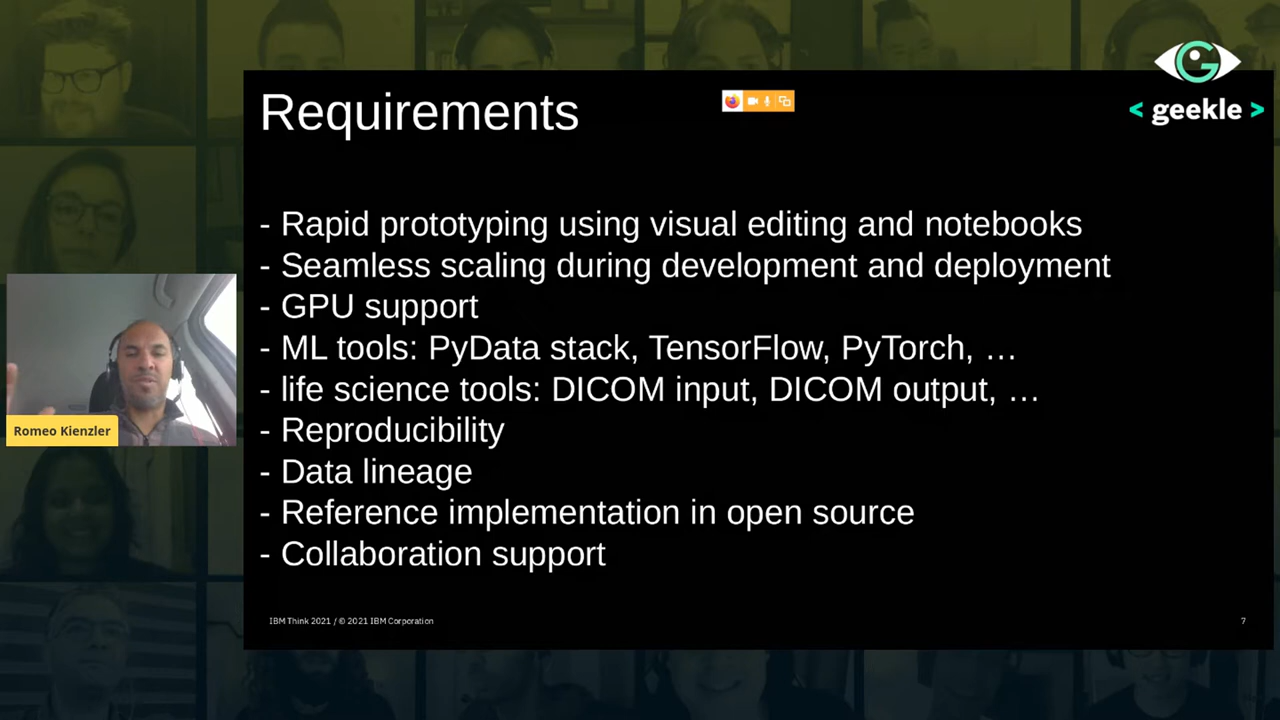 Requirements
< geekle >
- Rapid prototyping using visual editing and notebooks
- Seamless scaling during development and deployment
- GPU support
- ML tools: PyData stack, TensorFlow, PyTorch, …
- life science tools: DICOM input, DICOM output, …
- Reproducibility
- Data lineage
- Reference implementation in open source
- Collaboration support
Romeo Kienzler
IBM Think 2021 / © 2021 IBM Corporation
7